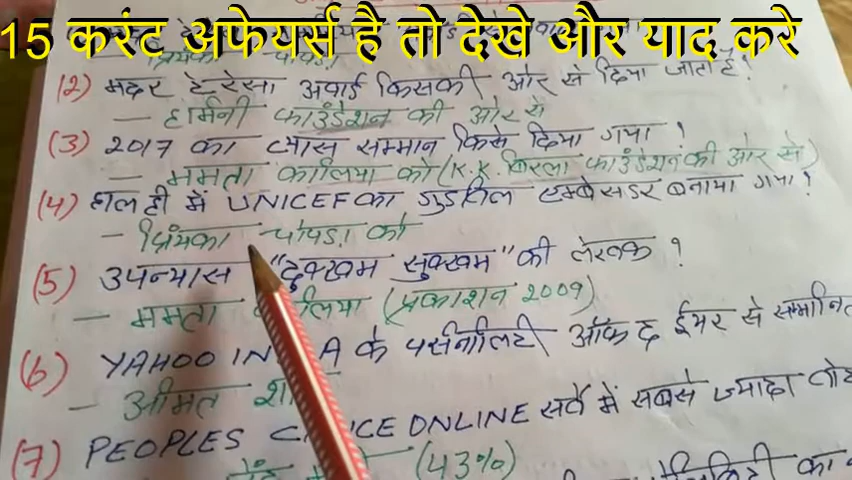 15 करंट अफेयर्स है तो देखे और याद करे
(2) मदर टेरेसा अवार्ड किसकी ओर से दिया जाता है!
— हार्मनी फाउंडेशन की ओर से
(3) 2017 का व्यास सम्मान किसे दिया गया!
— ममता कालिया को (K.K. बिरला फाउंडेशन की ओर से)
(4) हाल ही में UNICEF का गुडविल एम्बेसडर बनाया गया!
— प्रियंका चोपड़ा को
(5) उपन्यास "दुक्खम सुक्खम" की लेखक ?
— ममता कालिया (प्रकाशन 2009)
(6) YAHOO IN A के पर्सनालिटी ऑफ द ईयर से सम्मानित
— अमित
(7) PEOPLES ONLINE सर्वे में सबसे ज्यादा
(43%)